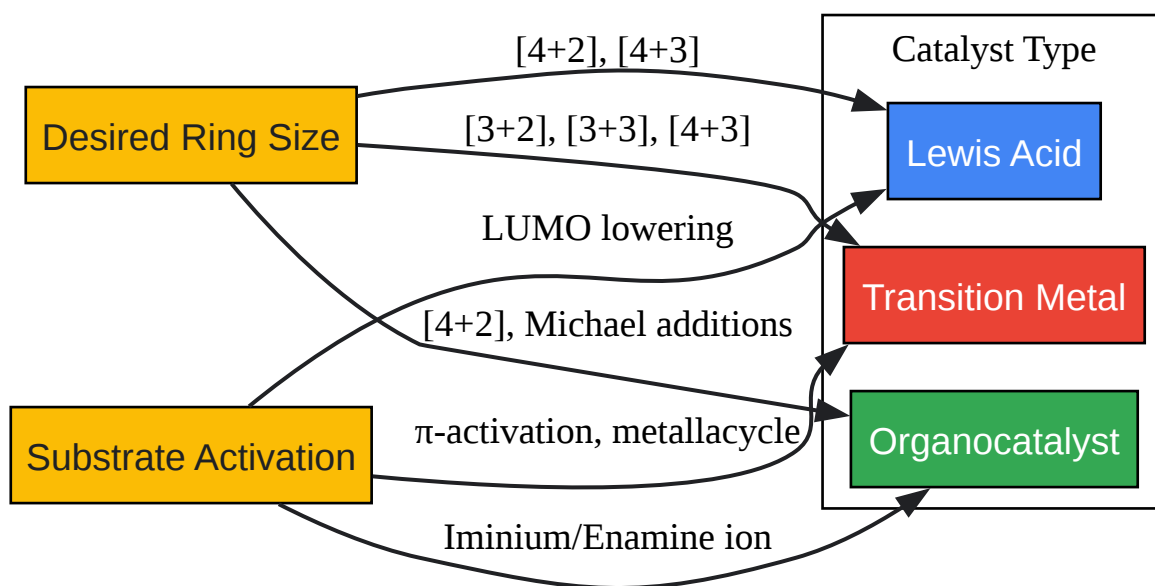 [4+2], [4+3]
Catalyst Type
Desired Ring Size
[3+2], [3+3], [4+3]
Lewis Acid
LUMO lowering
Transition Metal
[4+2], Michael additions
Substrate Activation
π-activation, metallacycle
Organocatalyst
Iminium/Enamine ion